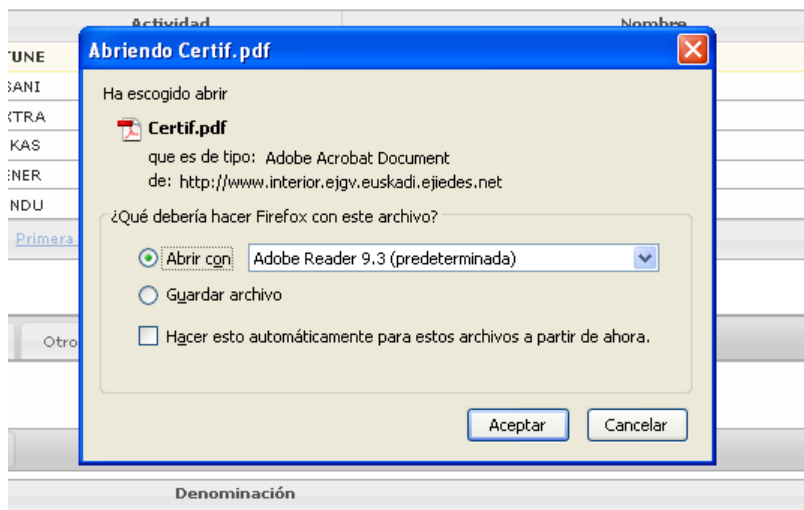 Actividad Nombre
Abriendo Certif.pdf
TUNE
Ha escogido abrir
SANI
Certif.pdf
XTRA
que es de tipo: Adobe Acrobat Document
KAS
de: http://www.interior.ejgv.euskadi.ejiedes.net
ENER
NDU
¿Qué debería hacer Firefox con este archivo?
Primera
Abrir con Adobe Reader 9.3 (predeterminada)
Guardar archivo
Otro
Hacer esto automáticamente para estos archivos a partir de ahora.
Aceptar Cancelar
Denominación